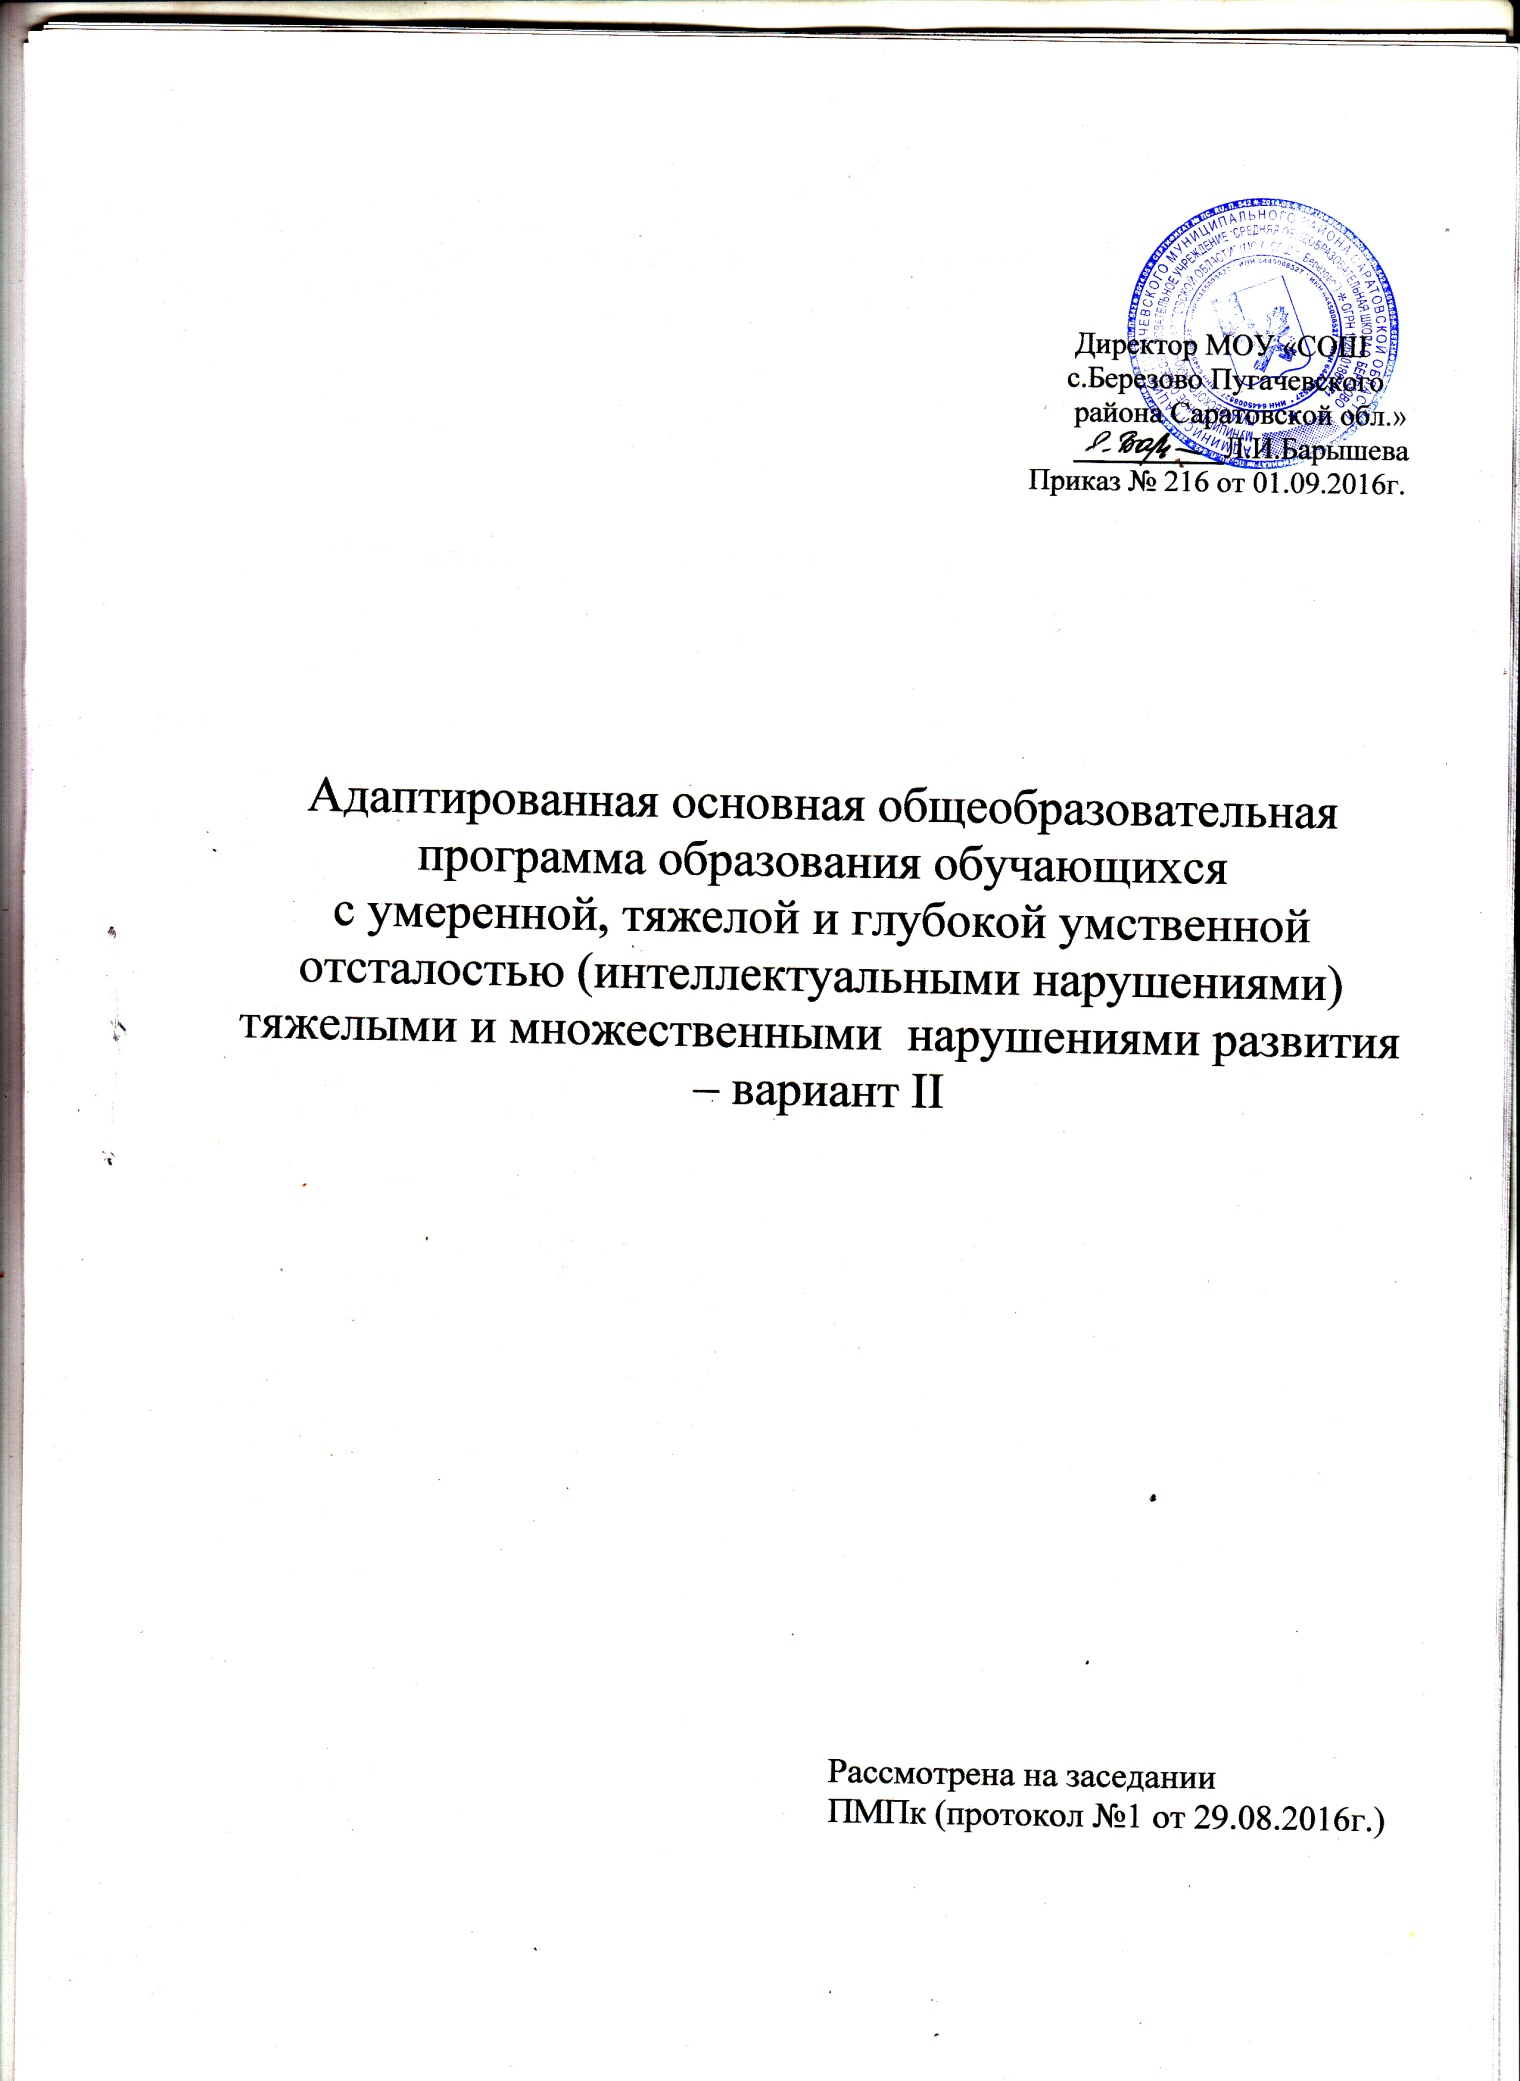 Директор МОУ «СОШ
с.Березово Пугачевского
района Саратовской обл.»
Л.И.Барышева
Приказ № 216 от 01.09.2016г.
Адаптированная основная общеобразовательная
программа образования обучающихся
с умеренной, тяжелой и глубокой умственной
отсталостью (интеллектуальными нарушениями)
тяжелыми и множественными нарушениями развития
– вариант II
Рассмотрена на заседании
ПМПк (протокол №1 от 29.08.2016г.)